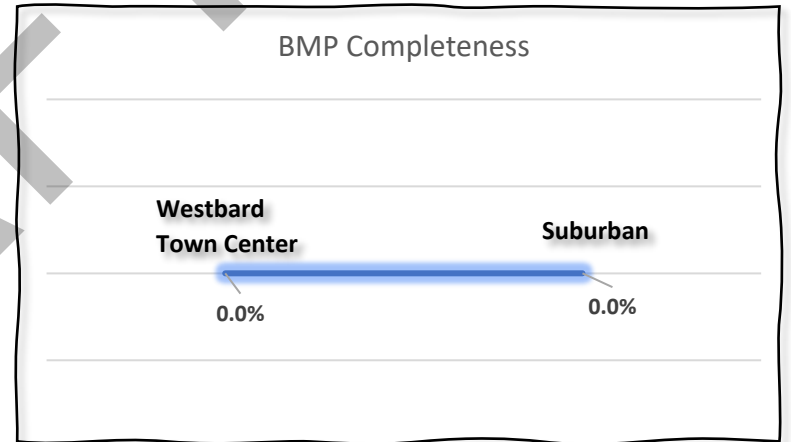 BMP Completeness
Westbard
Town Center
Suburban
0.0%
0.0%